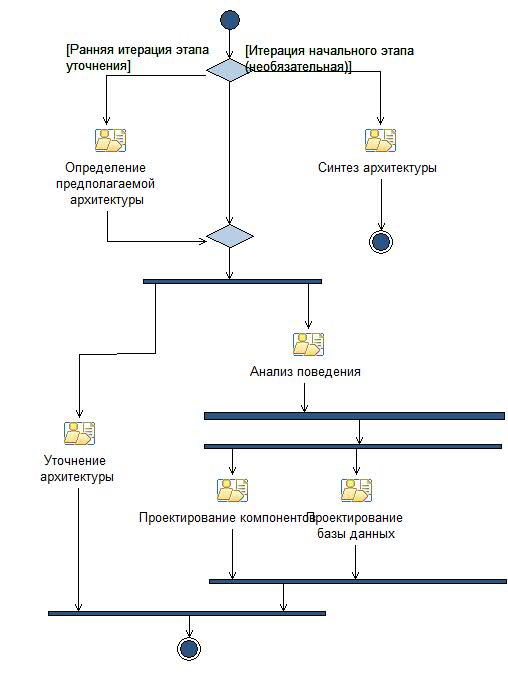 [Ранняя итерация этапа
уточнения]
[Итерация начального этапа
(необязательная)]
Определение
предполагаемой
архитектуры
Синтез архитектуры
Анализ поведения
Уточнение
архитектуры
Проектирование компонентов
Проектирование
базы данных